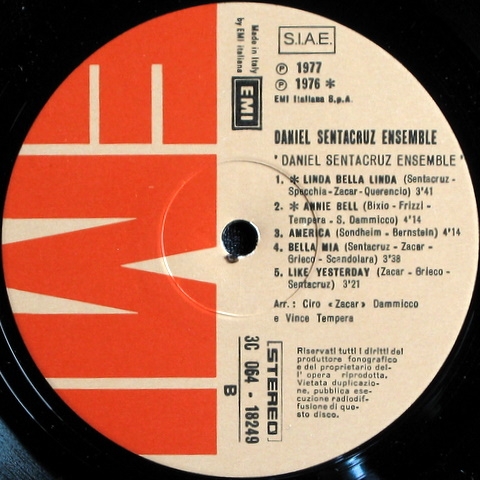 S.I.A.E.
Made in Italy
by EMI italiana
EMI
Ⓟ 1977
Ⓟ 1976 *
EMI Italiana S.p.A.
DANIEL SENTACRUZ ENSEMBLE
"DANIEL SENTACRUZ ENSEMBLE"
1. * LINDA BELLA LINDA (Sentacruz -
Specchia-Zacar-Querencio) 3'41
2. * ANNIE BELL (Bixio - Frizzi -
Tempera - S. Dammicco) 4'14
3. AMERICA (Sondheim - Bernstein) 4'14
4. BELLA MIA (Sentacruz - Zacar -
Grieco - Scandolara) 3'38
5. LIKE YESTERDAY (Zacar - Grieco -
Sentacruz) 3'21
Arr.: Ciro «Zacar» Dammicco
e Vince Tempera
EMI
3C 064 - 18249
B
STEREO
Riservati tutti i diritti del
produttore fonografico
e del proprietario del-
l' opera riprodotta.
Vietata duplicazio-
ne, pubblica ese-
cuzione radiodif-
fusione di que-
sto disco.